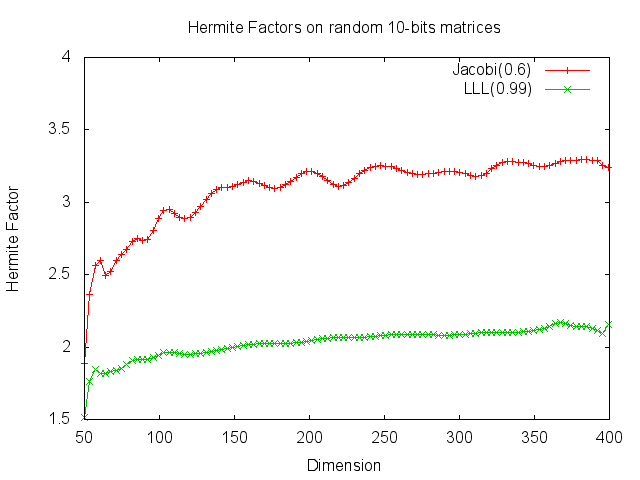 Hermite Factors on random 10-bits matrices
4
Jacobi(0.6)
LLL(0.99)
3.5
3
2.5
2
1.5
Hermite Factor
50 100 150 200 250 300 350 400
Dimension